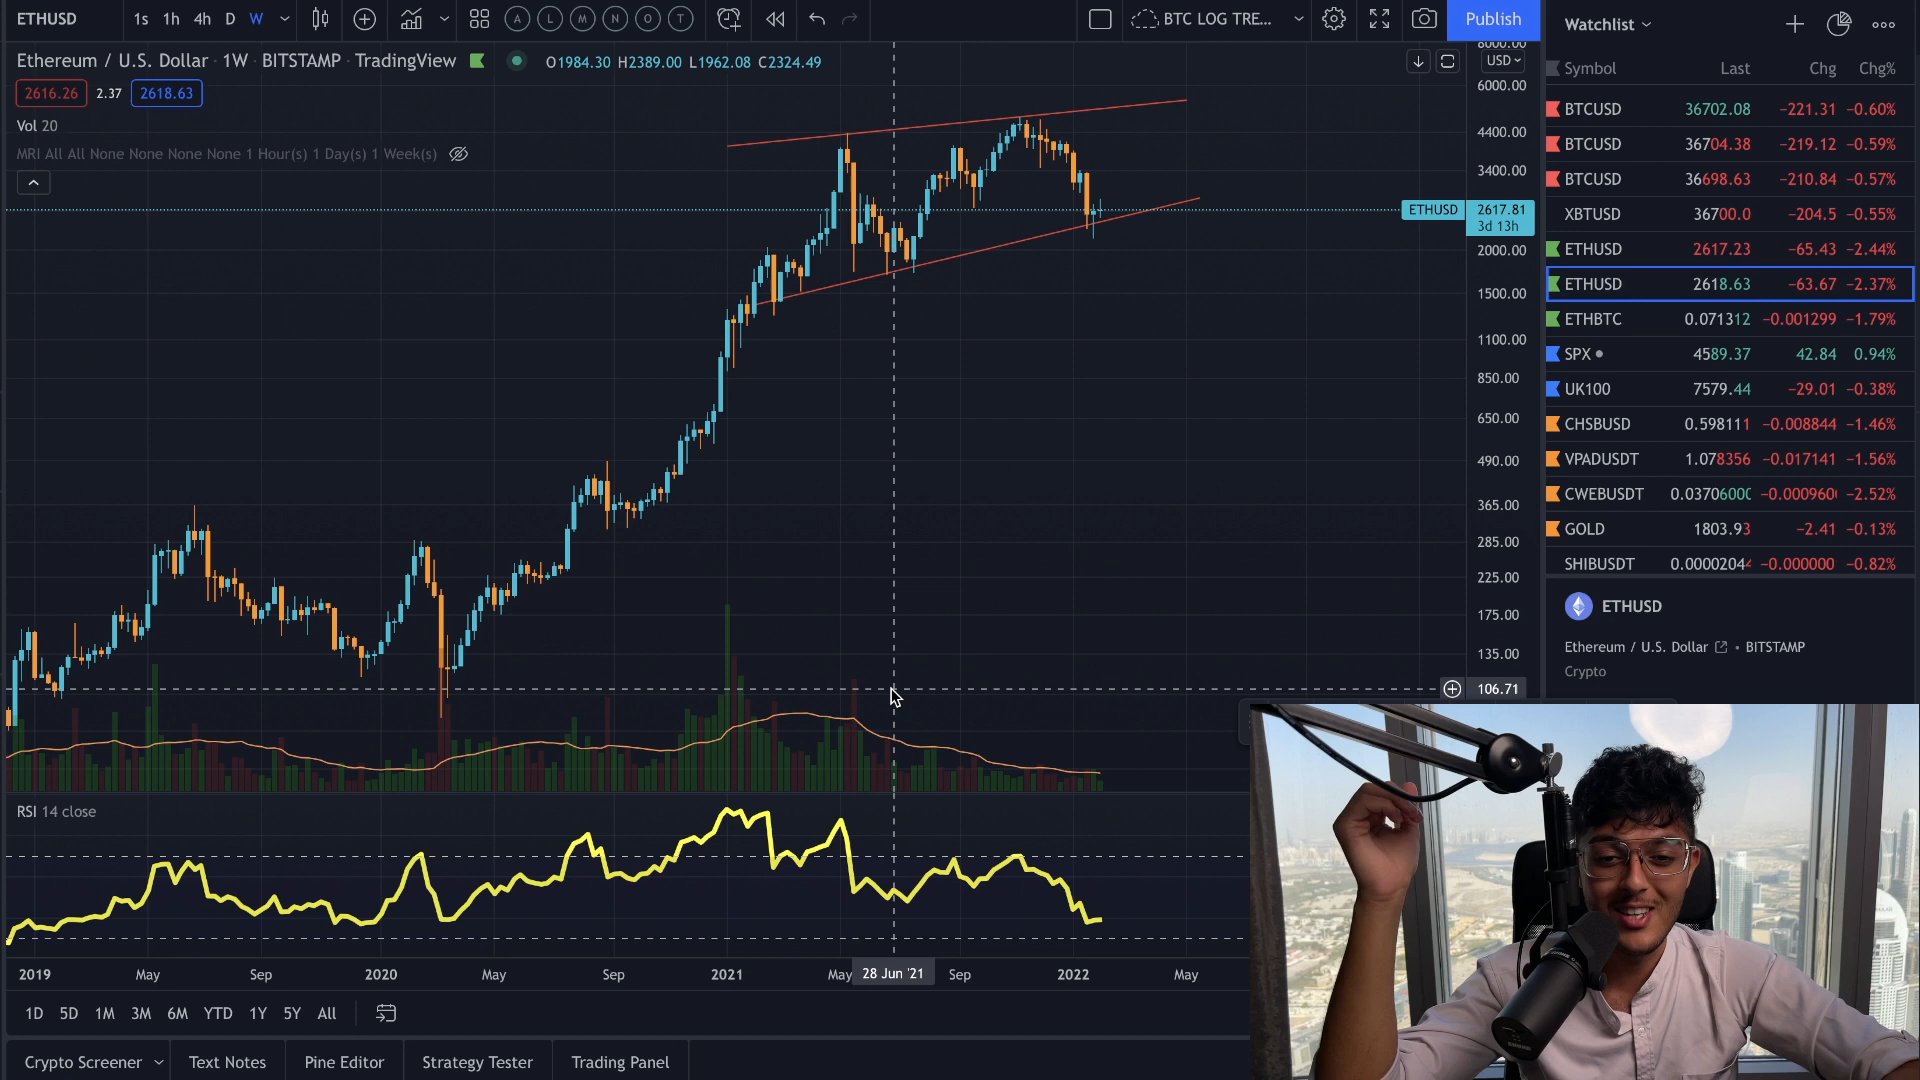 ETHUSD 1s 1h 4h D W A L M N O T BTC LOG TRE... Publish
Ethereum / U.S. Dollar · 1W · BITSTAMP · TradingView O1984.30 H2389.00 L1962.08 C2324.49
2616.26 2.37 2618.63
Vol 20
MRI All All None None None None 1 Hour(s) 1 Day(s) 1 Week(s)
8000.00
USD
6000.00
4400.00
3400.00
ETHUSD 2617.81
3d 13h
2000.00
1500.00
1100.00
850.00
650.00
490.00
365.00
285.00
225.00
175.00
135.00
106.71
RSI 14 close
2019 May Sep 2020 May Sep 2021 May 28 Jun '21 Sep 2022 May
1D 5D 1M 3M 6M YTD 1Y 5Y All
Crypto Screener Text Notes Pine Editor Strategy Tester Trading Panel
Watchlist
Symbol Last Chg Chg%
BTCUSD 36702.08 −221.31 −0.60%
BTCUSD 36704.38 −219.12 −0.59%
BTCUSD 36698.63 −210.84 −0.57%
XBTUSD 36700.0 −204.5 −0.55%
ETHUSD 2617.23 −65.43 −2.44%
ETHUSD 2618.63 −63.67 −2.37%
ETHBTC 0.071312 −0.001299 −1.79%
SPX 4589.37 42.84 0.94%
UK100 7579.44 −29.01 −0.38%
CHSBUSD 0.598111 −0.008844 −1.46%
VPADUSDT 1.078356 −0.017141 −1.56%
CWEBUSDT 0.0370600 −0.000960 −2.52%
GOLD 1803.93 −2.41 −0.13%
SHIBUSDT 0.00002044 −0.000000 −0.82%
ETHUSD
Ethereum / U.S. Dollar • BITSTAMP
Crypto